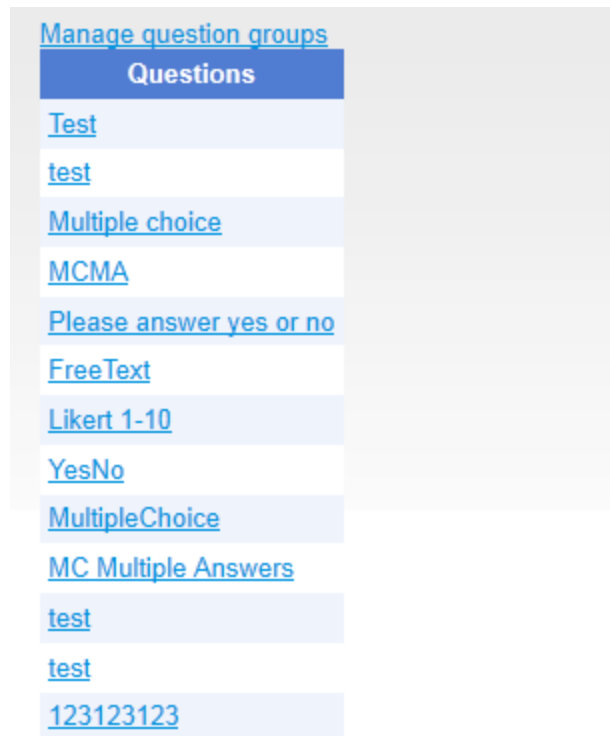 Manage question groups
Questions
Test
test
Multiple choice
MCMA
Please answer yes or no
FreeText
Likert 1-10
YesNo
MultipleChoice
MC Multiple Answers
test
test
123123123